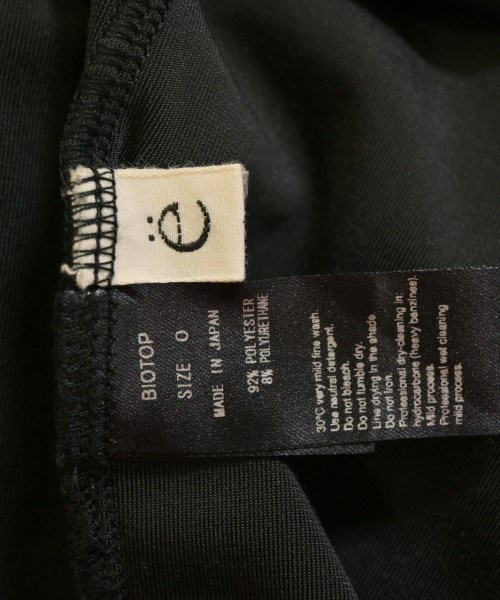 ë
BIOTOP
SIZE O
MADE IN JAPAN
92% POLYESTER
8% POLYURETHANE
30°C very mild fine wash.
Use neutral detergent.
Do not bleach.
Do not tumble dry.
Line drying in the shade.
Do not iron.
Professional dry-cleaning in:
hydrocarbons (heavy benzines).
Mild process.
Professional wet cleaning
mild process.